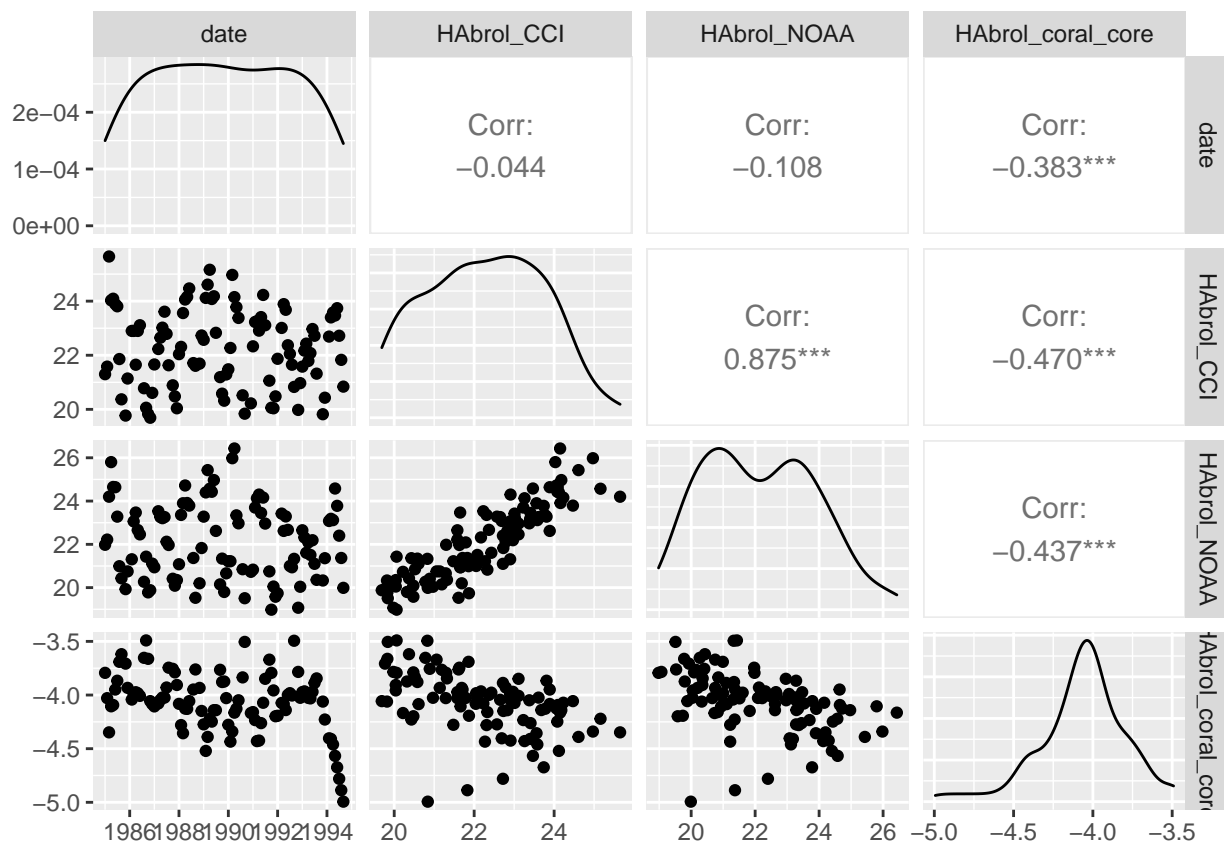 date
HAbrol_CCI
HAbrol_NOAA
HAbrol_coral_core
2e−04
1e−04
0e+00
Corr:
−0.044
Corr:
−0.108
Corr:
−0.383***
date
24
22
20
Corr:
0.875***
Corr:
−0.470***
HAbrol_CCI
26
24
22
20
Corr:
−0.437***
HAbrol_NOAA
−3.5
−4.0
−4.5
−5.0
HAbrol_coral_core
1986 1988 1990 1992 1994
20 22 24
20 22 24 26
−5.0 −4.5 −4.0 −3.5